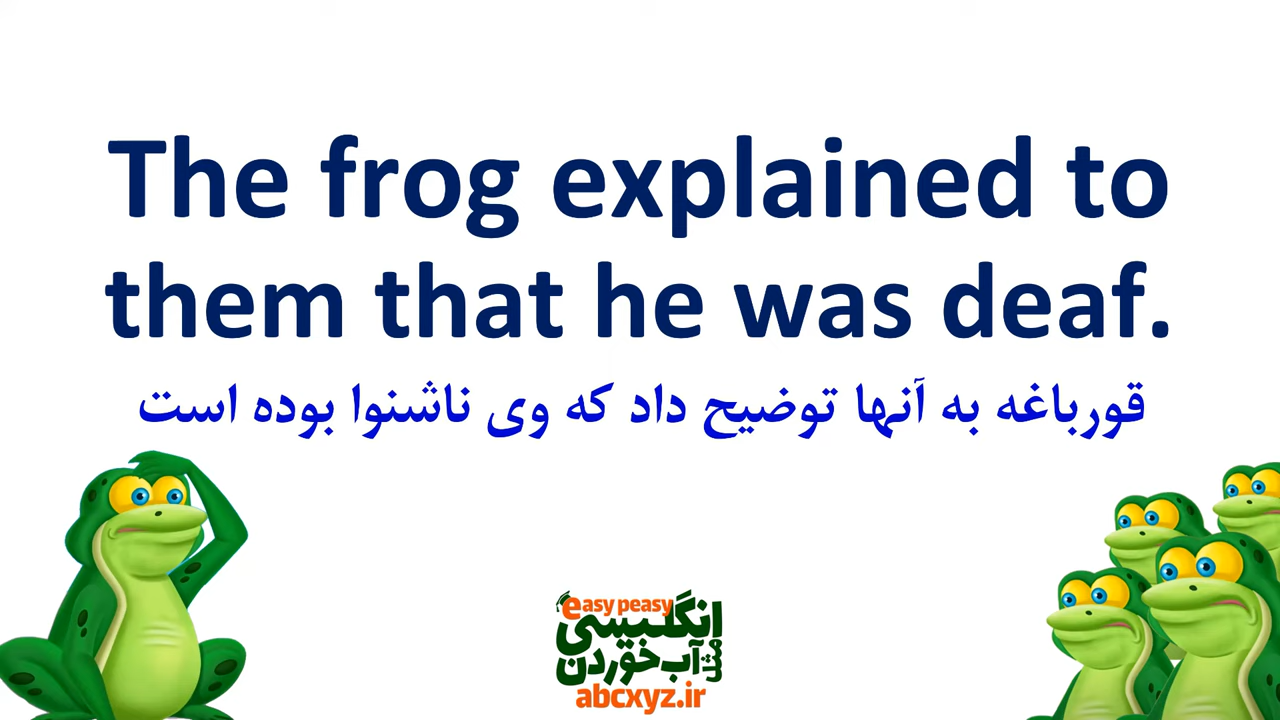 The frog explained to
them that he was deaf.
قورباغه به آنها توضیح داد که وی ناشنوا بوده است
easy peasy
انگلیسی
مثل آب خوردن
abcxyz.ir